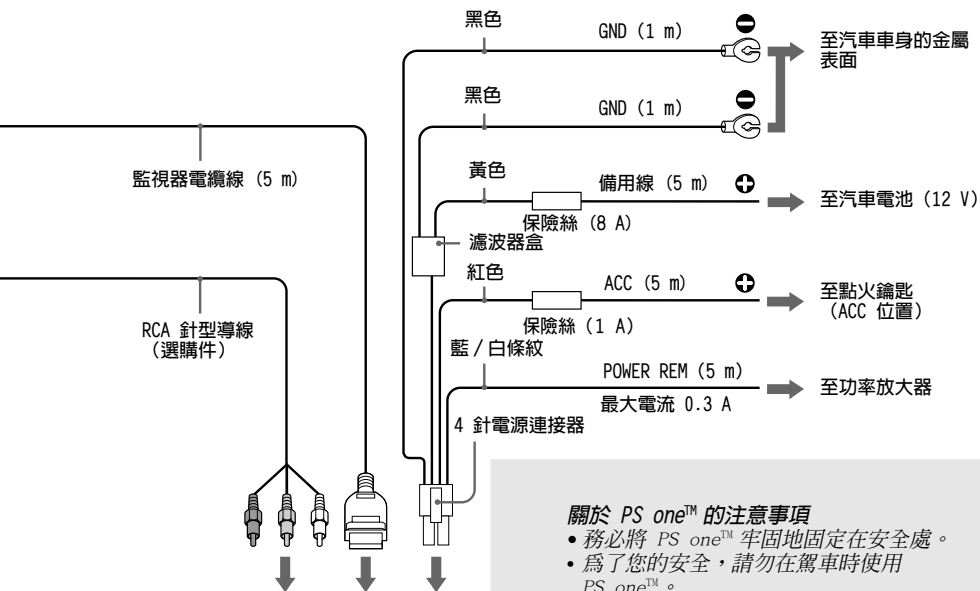 黑色
GND (1 m)
至汽車車身的金屬
表面
黑色
GND (1 m)
監視器電纜線 (5 m)
黃色
備用線 (5 m)
至汽車電池 (12 V)
保險絲 (8 A)
濾波器盒
紅色
ACC (5 m)
至點火鑰匙
(ACC 位置)
保險絲 (1 A)
RCA 針型導線
(選購件)
藍/白條紋
POWER REM (5 m)
至功率放大器
最大電流 0.3 A
4 針電源連接器
關於 PS one™ 的注意事項
• 務必將 PS one™ 牢固地固定在安全處。
• 爲了您的安全,請勿在駕車時使用
PS one™。